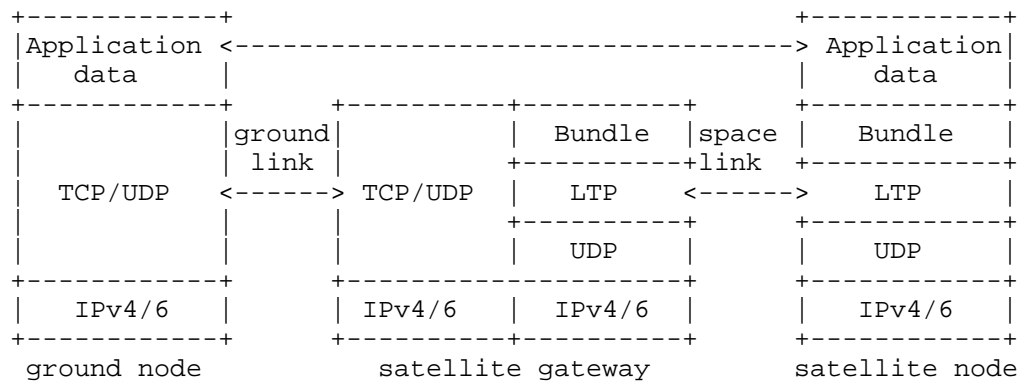 Application <----------------------------------> Application
data data
ground Bundle space Bundle
link link
TCP/UDP <------> TCP/UDP LTP <------> LTP
UDP UDP
IPv4/6 IPv4/6 IPv4/6 IPv4/6
ground node satellite gateway satellite node